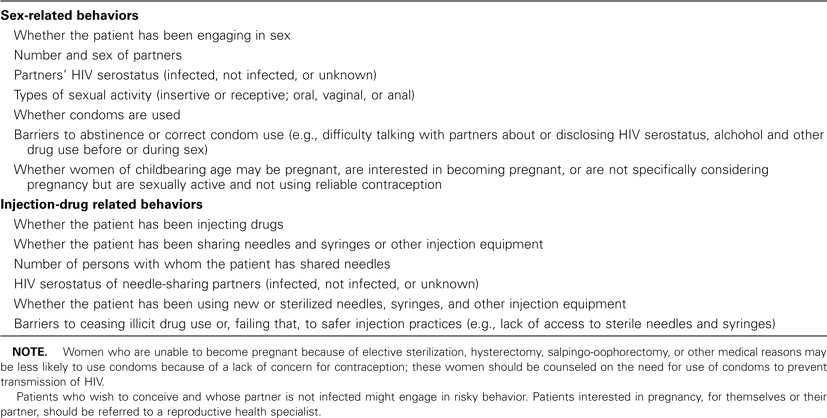 Sex-related behaviors
Whether the patient has been engaging in sex
Number and sex of partners
Partners' HIV serostatus (infected, not infected, or unknown)
Types of sexual activity (insertive or receptive; oral, vaginal, or anal)
Whether condoms are used
Barriers to abstinence or correct condom use (e.g., difficulty talking with partners about or disclosing HIV serostatus, alchohol and other
drug use before or during sex)
Whether women of childbearing age may be pregnant, are interested in becoming pregnant, or are not specifically considering
pregnancy but are sexually active and not using reliable contraception
Injection-drug related behaviors
Whether the patient has been injecting drugs
Whether the patient has been sharing needles and syringes or other injection equipment
Number of persons with whom the patient has shared needles
HIV serostatus of needle-sharing partners (infected, not infected, or unknown)
Whether the patient has been using new or sterilized needles, syringes, and other injection equipment
Barriers to ceasing illicit drug use or, failing that, to safer injection practices (e.g., lack of access to sterile needles and syringes)
NOTE. Women who are unable to become pregnant because of elective sterilization, hysterectomy, salpingo-oophorectomy, or other medical reasons may
be less likely to use condoms because of a lack of concern for contraception; these women should be counseled on the need for use of condoms to prevent
transmission of HIV.
Patients who wish to conceive and whose partner is not infected might engage in risky behavior. Patients interested in pregnancy, for themselves or their
partner, should be referred to a reproductive health specialist.